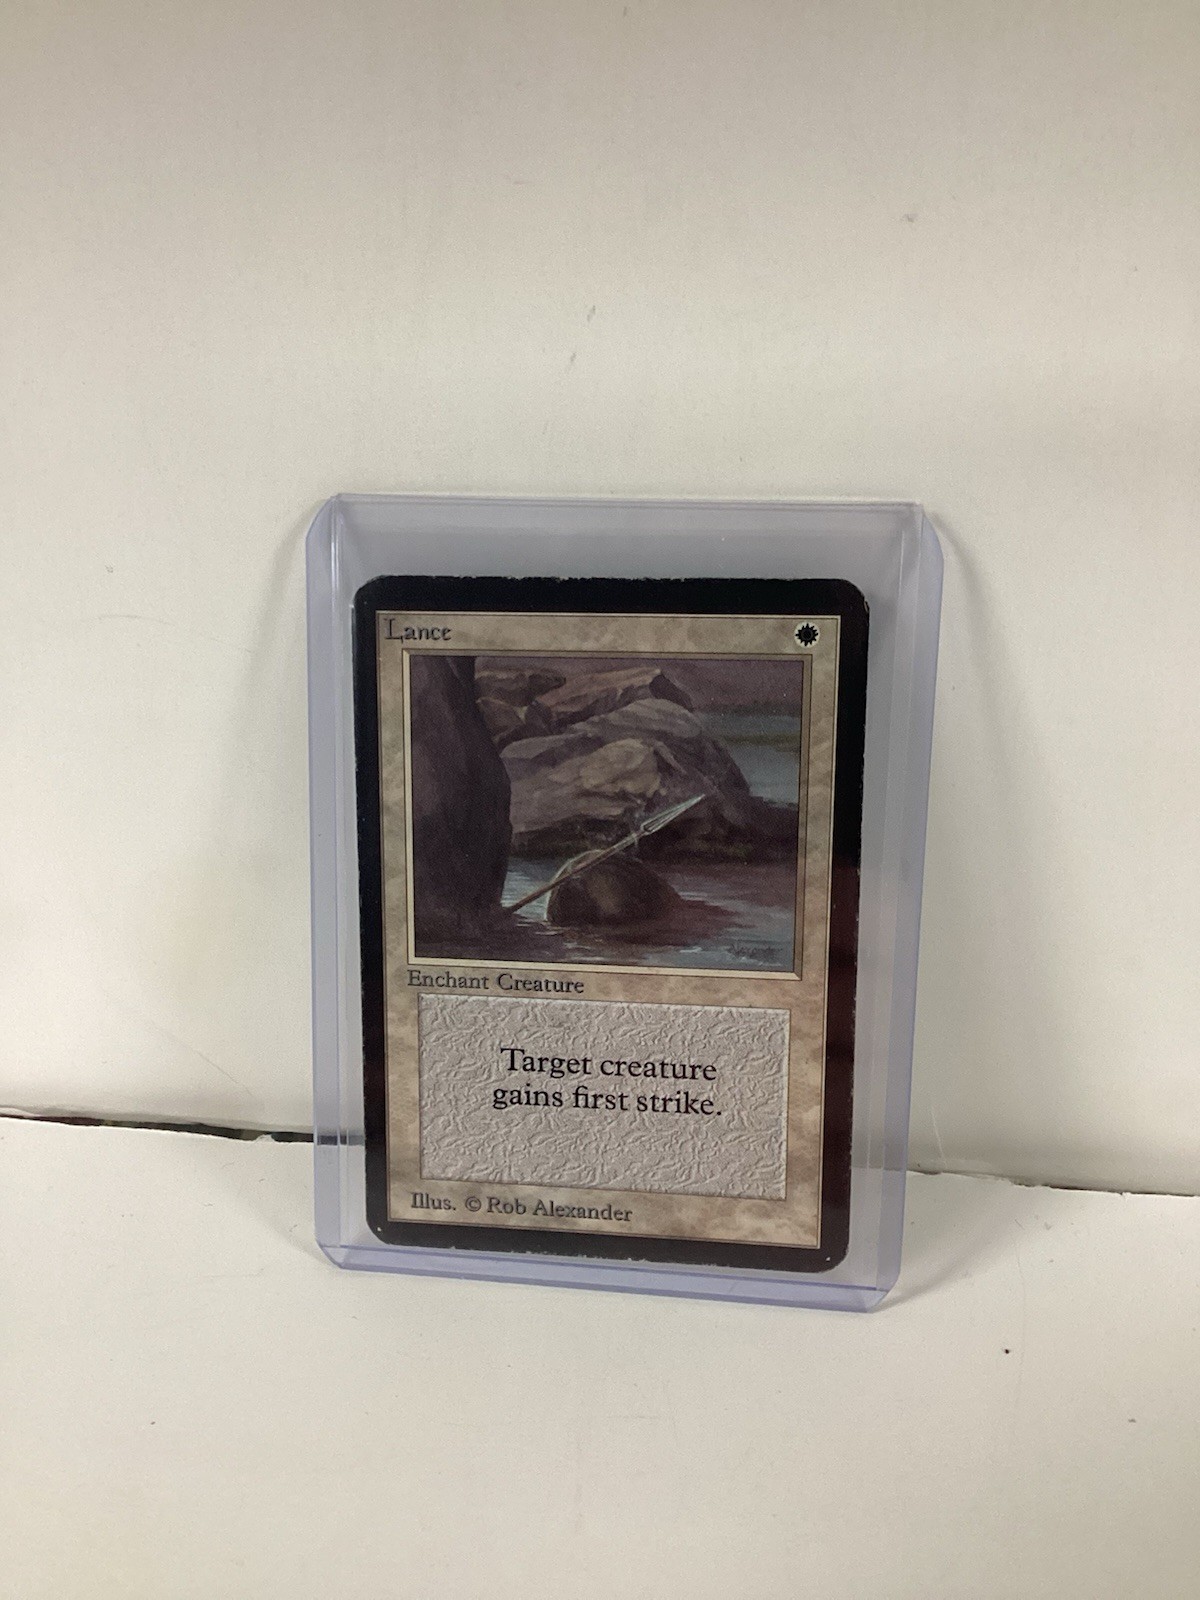 Lance
Enchant Creature
Target creature
gains first strike.
Illus. © Rob Alexander